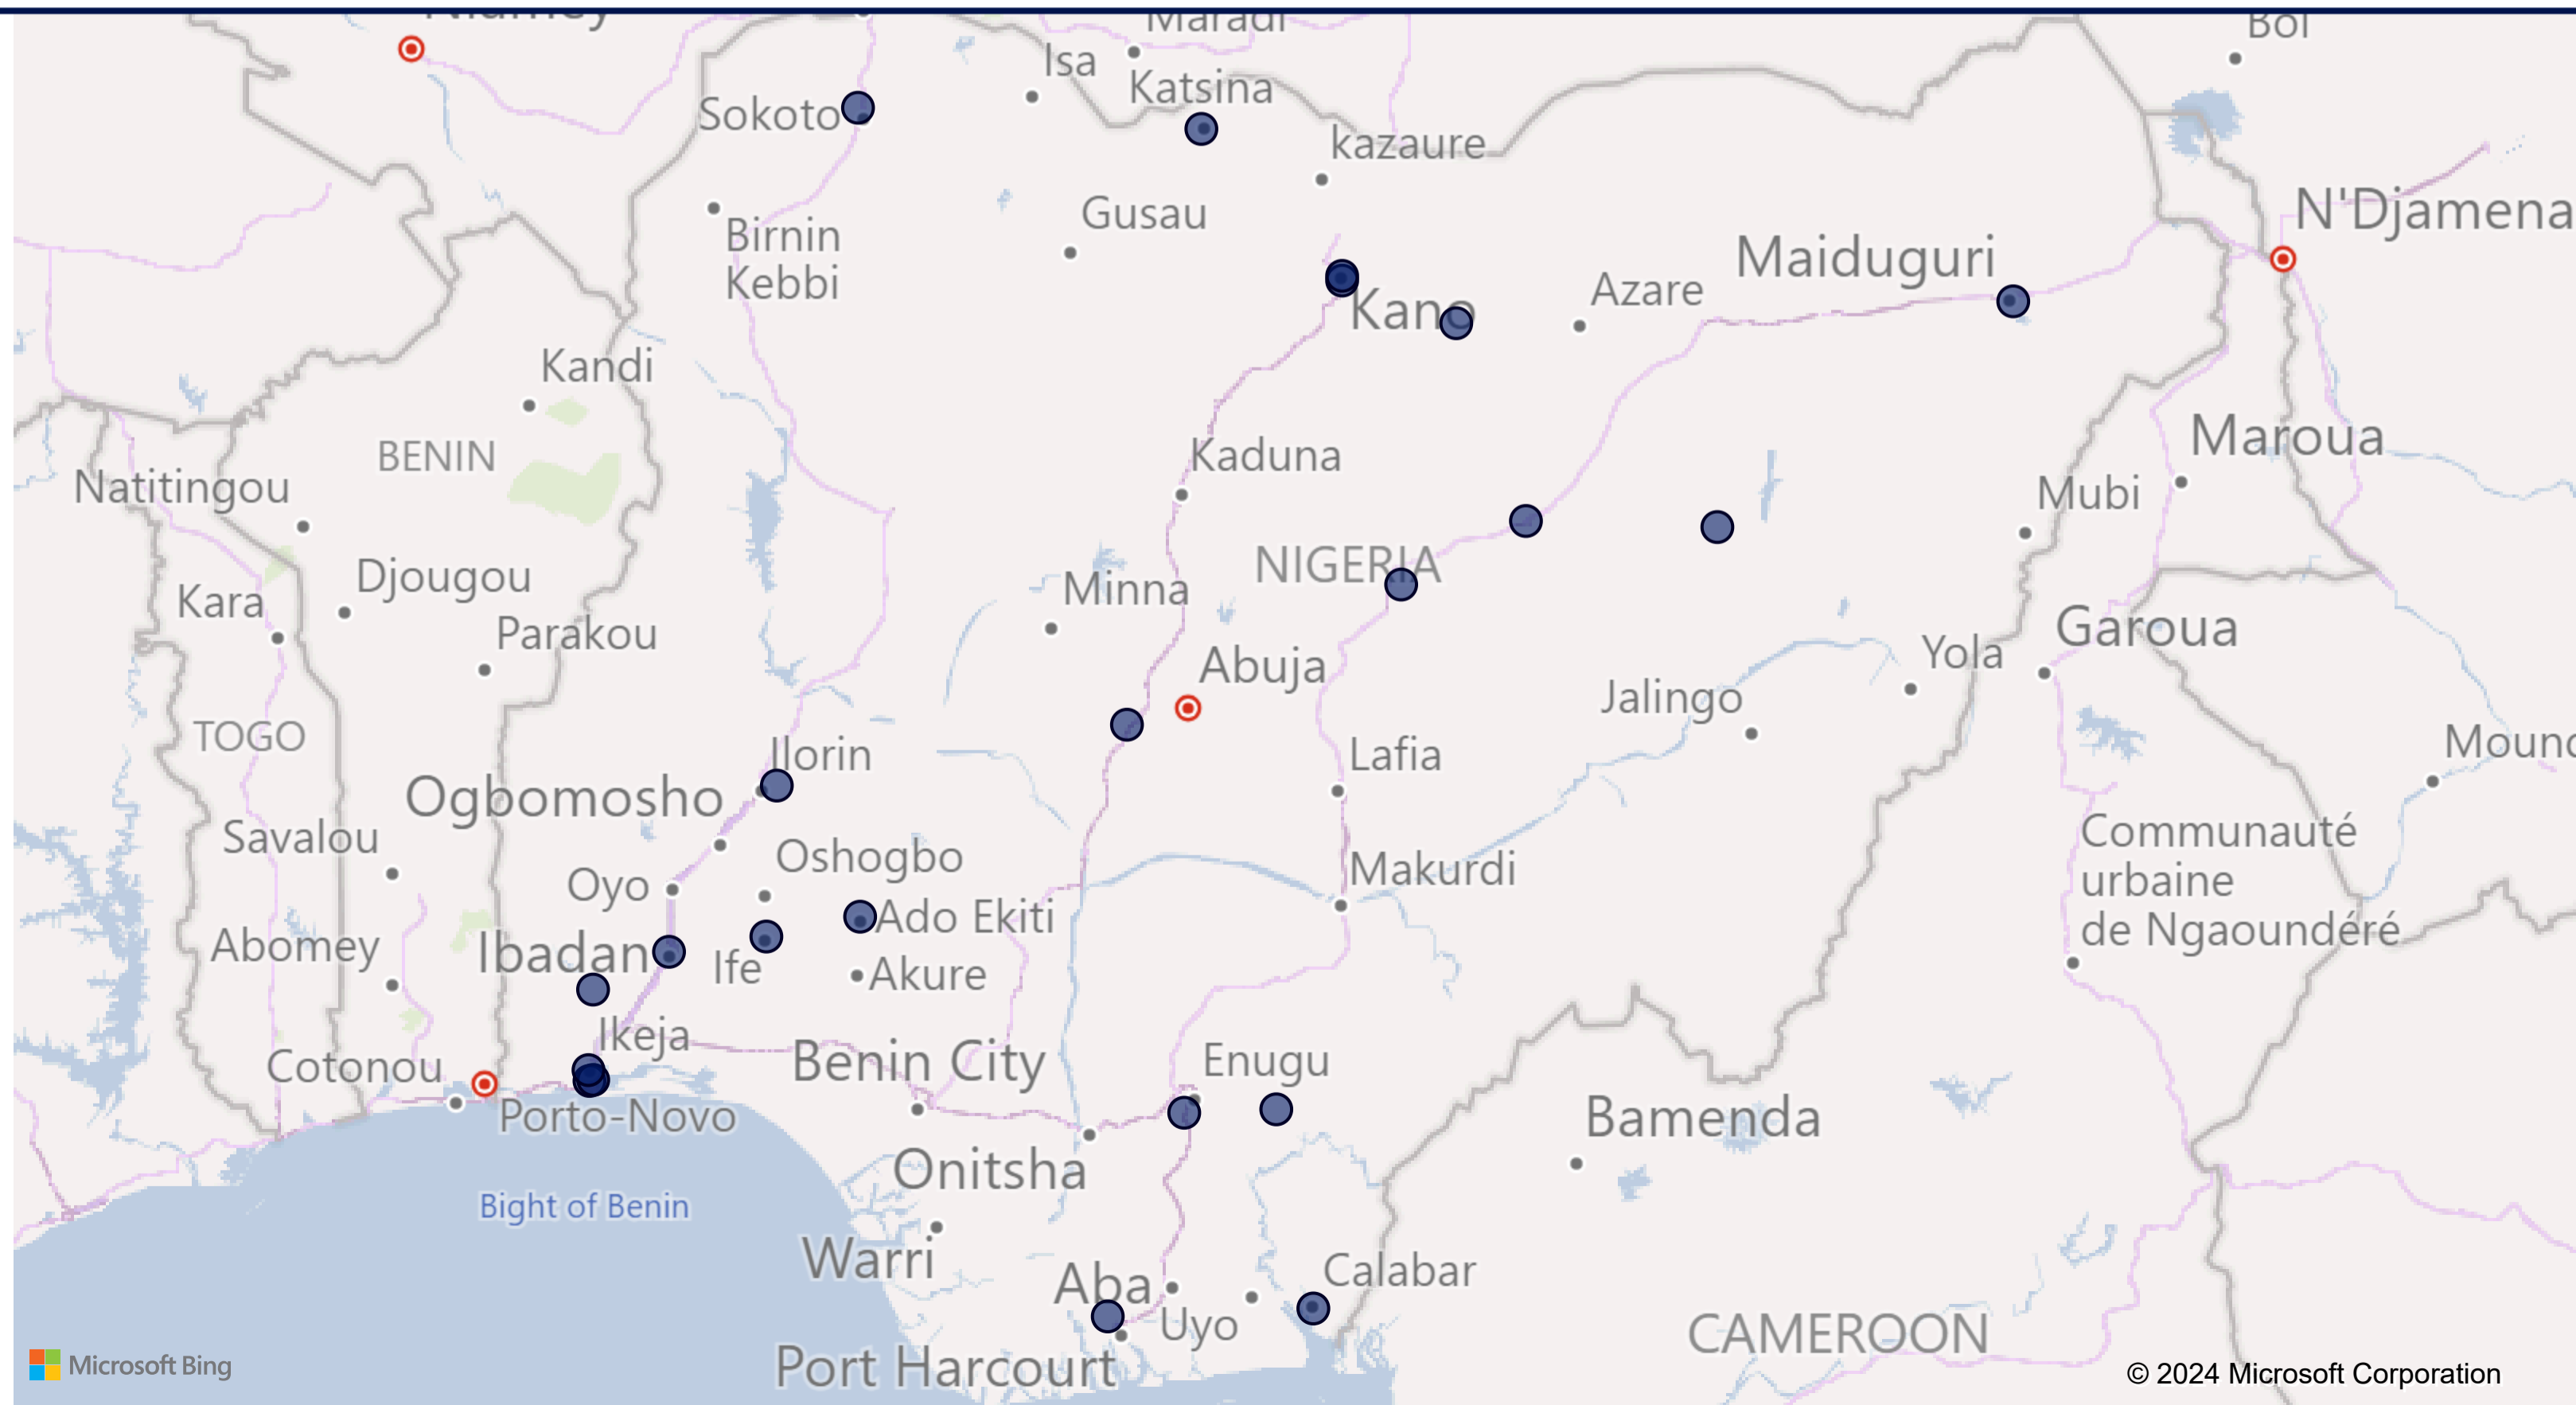 Niamey
Maradi
Bol
Isa
Katsina
Sokoto
kazaure
N'Djamena
Gusau
Birnin
Kebbi
Maiduguri
Azare
Kano
Kandi
Maroua
BENIN
Kaduna
Natitingou
Mubi
NIGERIA
Djougou
Minna
Kara
Garoua
Parakou
Yola
Abuja
Jalingo
TOGO
Ilorin
Lafia
Ogbomosho
Savalou
Communauté
urbaine
de Ngaoundéré
Oshogbo
Makurdi
Oyo
Ado Ekiti
Abomey
Ibadan
Ife
Akure
Ikeja
Cotonou
Benin City
Enugu
Porto-Novo
Bamenda
Onitsha
Bight of Benin
Warri
Aba
Calabar
Uyo
CAMEROON
Port Harcourt
Microsoft Bing
© 2024 Microsoft Corporation